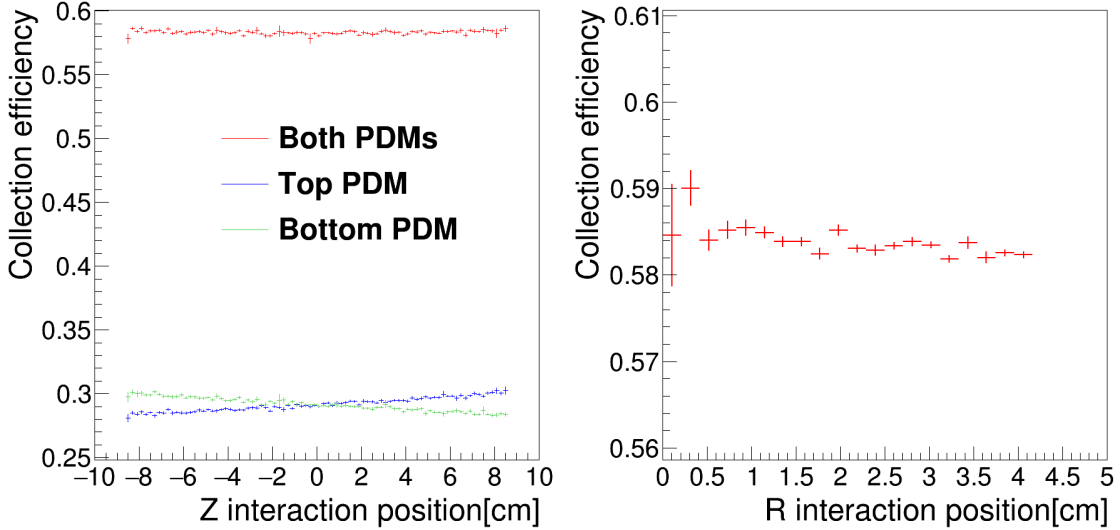 Collection efficiency
0.6
0.55
0.5
0.45
0.4
0.35
0.3
0.25
Both PDMs
Top PDM
Bottom PDM
−10 −8 −6 −4 −2 0 2 4 6 8 10
Z interaction position[cm]
Collection efficiency
0.61
0.6
0.59
0.58
0.57
0.56
0 0.5 1 1.5 2 2.5 3 3.5 4 4.5 5
R interaction position[cm]